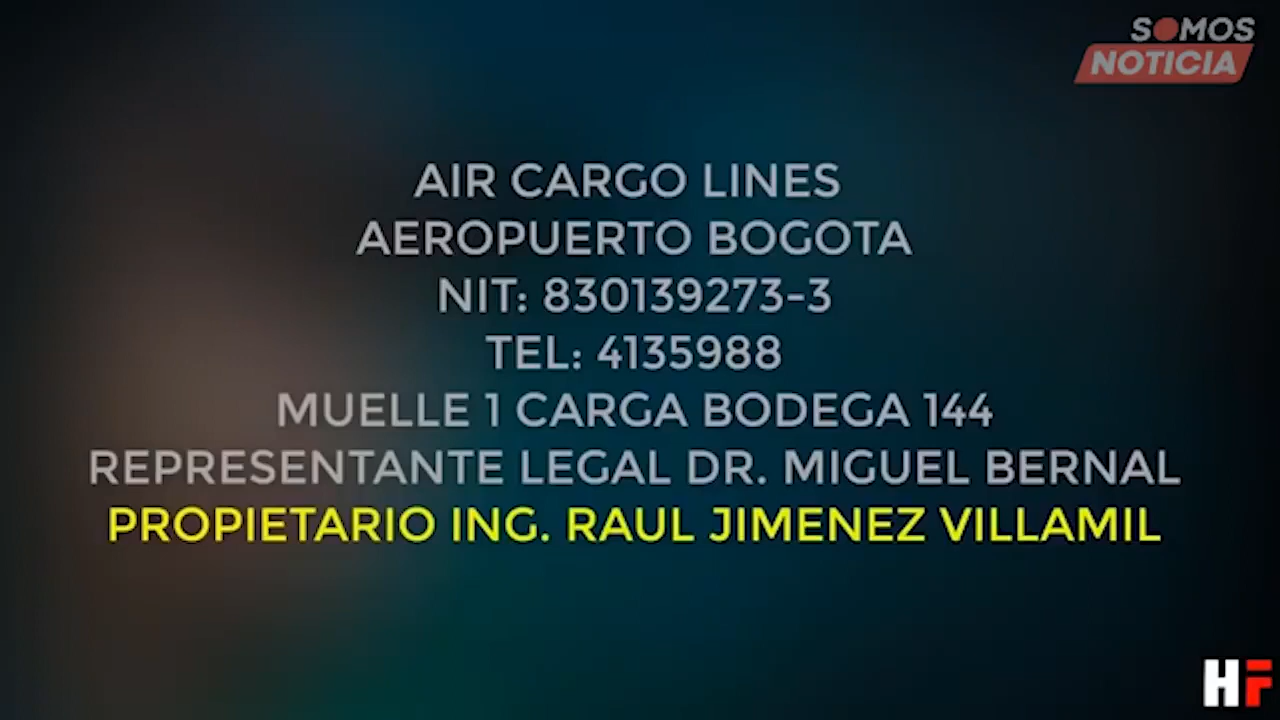 SOMOS
NOTICIA
AIR CARGO LINES
AEROPUERTO BOGOTA
NIT: 830139273-3
TEL: 4135988
MUELLE 1 CARGA BODEGA 144
REPRESENTANTE LEGAL DR. MIGUEL BERNAL
PROPIETARIO ING. RAUL JIMENEZ VILLAMIL
HF